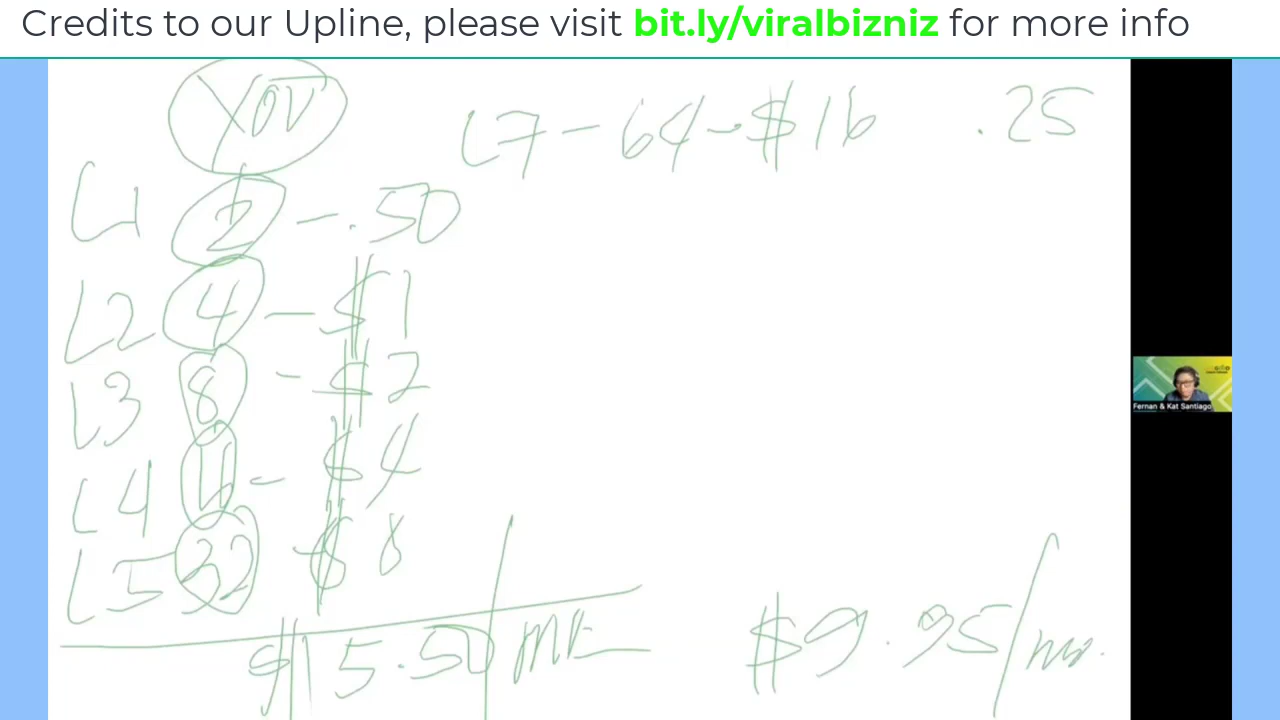 Credits to our Upline, please visit bit.ly/viralbizniz for more info
YOU
L7 - 64 - $16 .25
L1 2 - .50
L2 4 - $1
L3 8 - $2
L4 16 - $4
L5 32 - $8
$15.50/
$9.95/mo.
Fernan & Kat Santiago